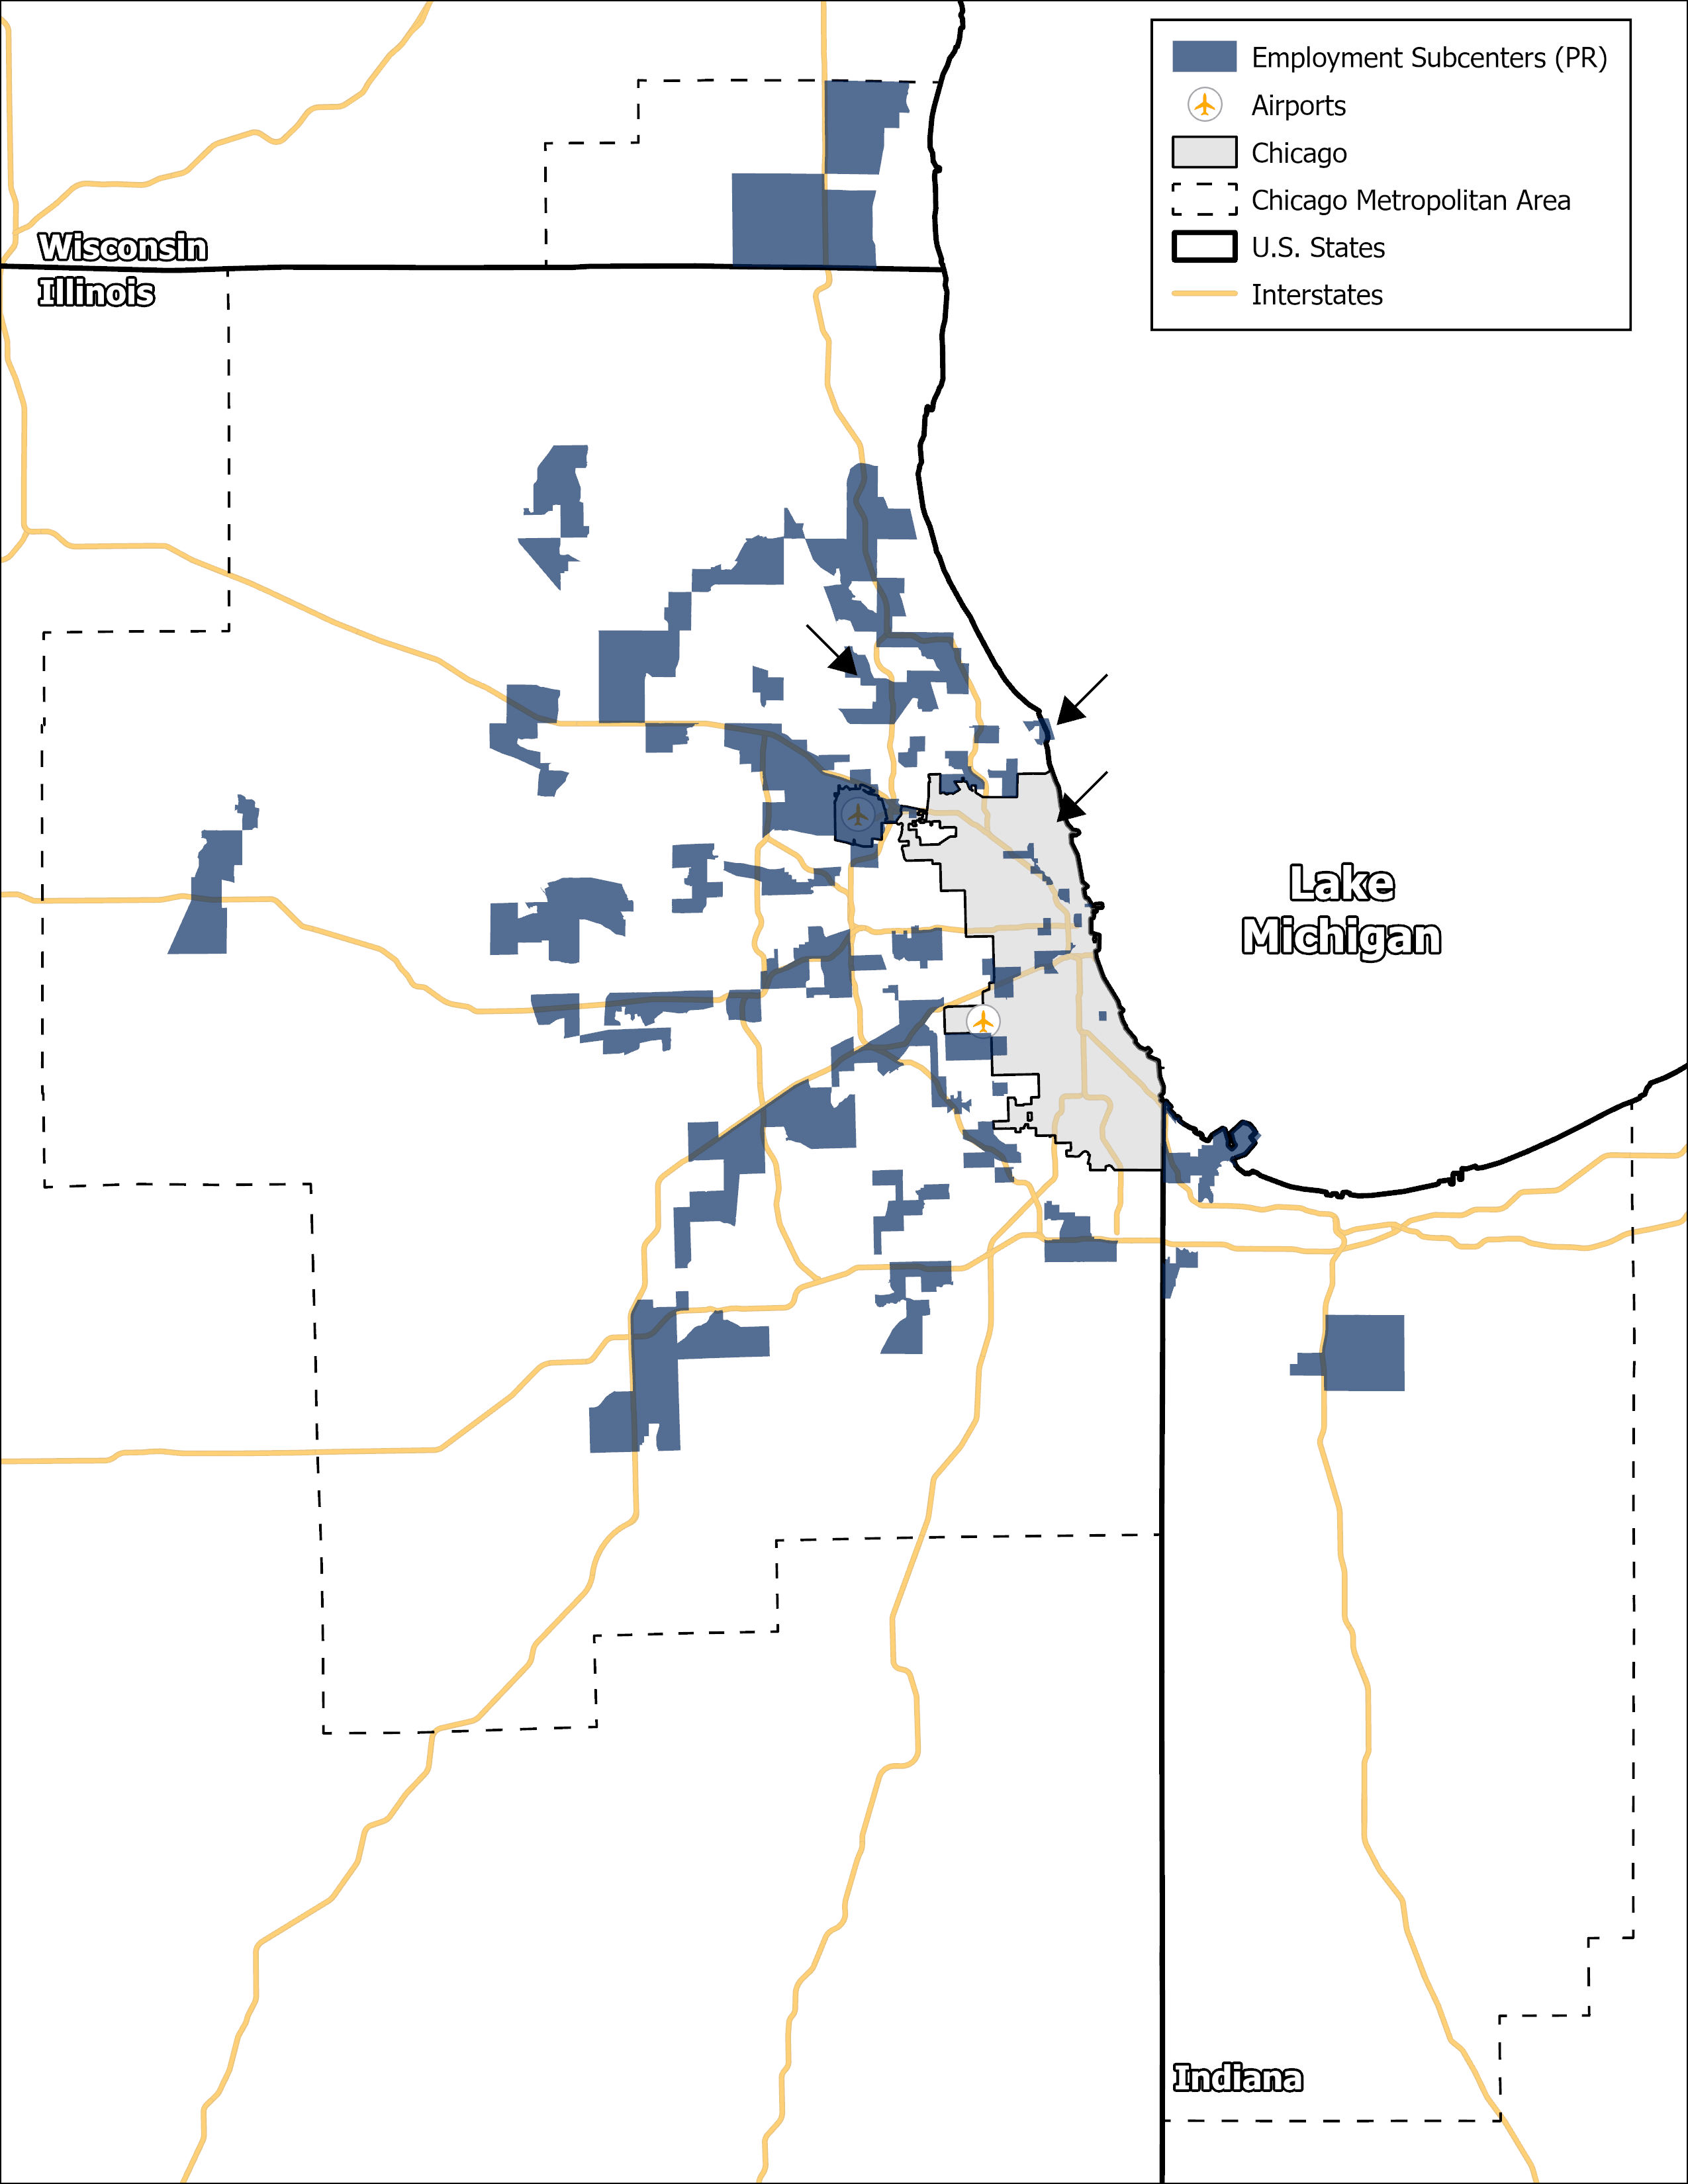 Employment Subcenters (PR)
Airports
Chicago
Chicago Metropolitan Area
U.S. States
Interstates
Wisconsin
Illinois
Lake
Michigan
Indiana